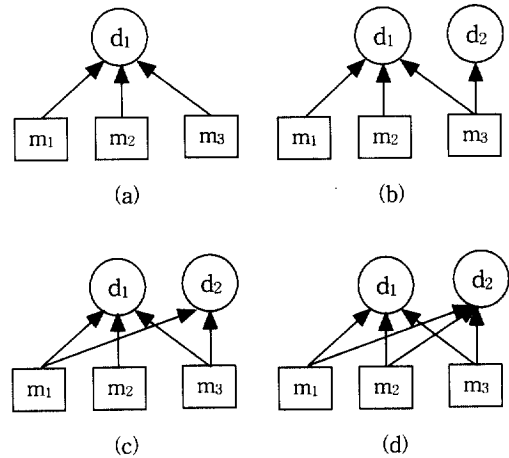 d₁
m₁ m₂ m₃
(a)
d₁ d₂
m₁ m₂ m₃
(b)
d₁ d₂
m₁ m₂ m₃
(c)
d₁ d₂
m₁ m₂ m₃
(d)